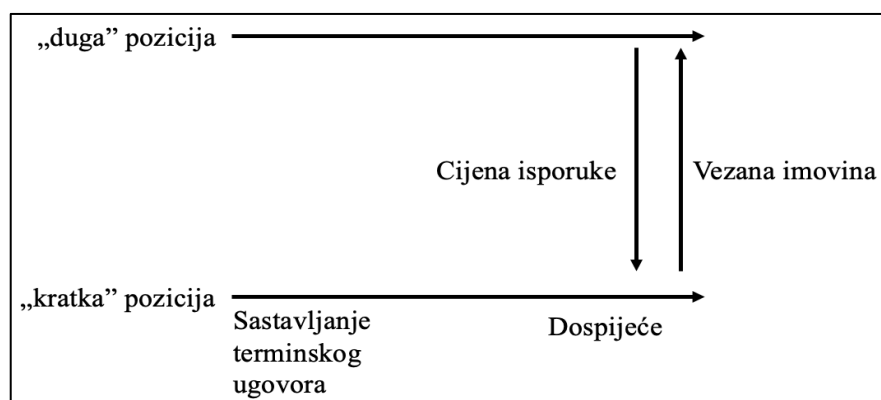 „duga” pozicija
Cijena isporuke
Vezana imovina
„kratka” pozicija
Sastavljanje
terminskog
ugovora
Dospijeće